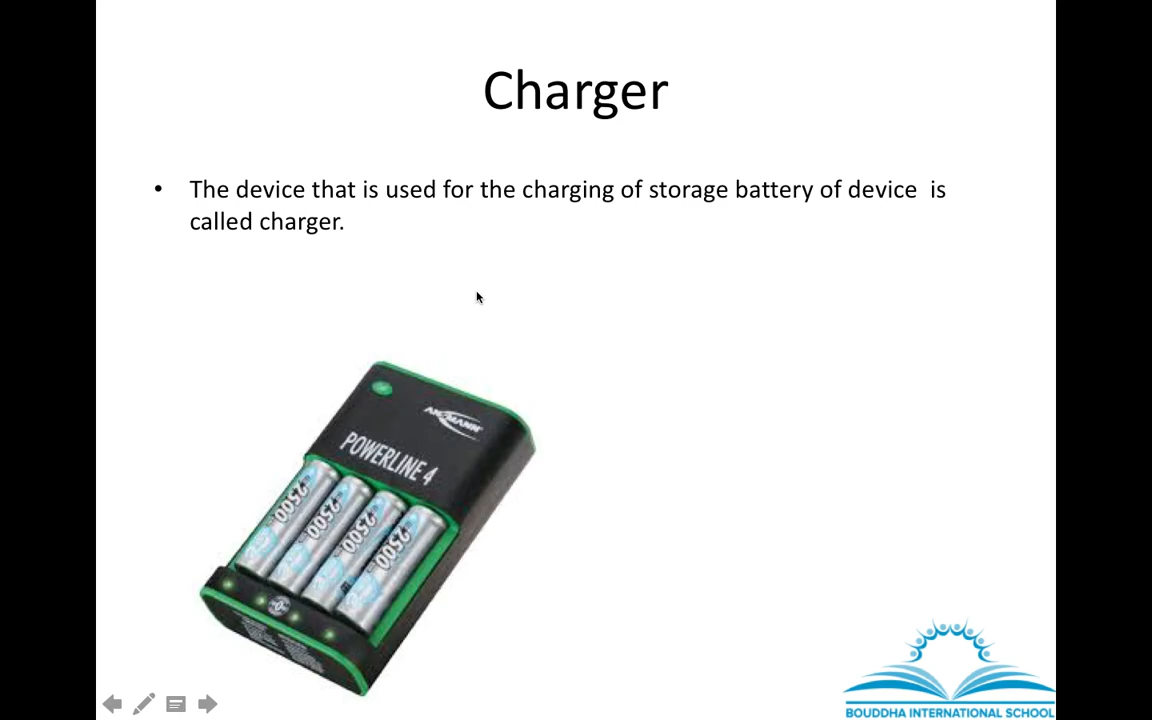 Charger
• The device that is used for the charging of storage battery of device  is
called charger.
ANSMANN
POWERLINE 4
2500
2500
2500
2500
BOUDDHA INTERNATIONAL SCHOOL